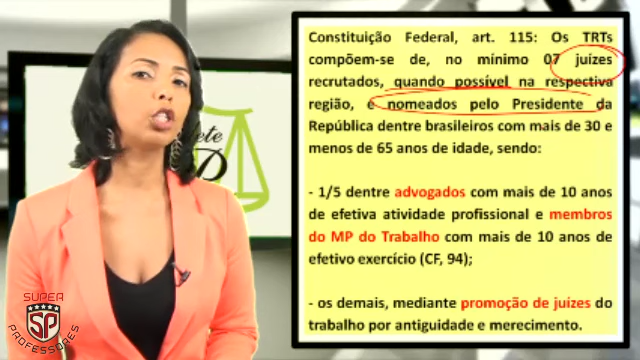 Constituição Federal, art. 115: Os TRTs
compõem-se de, no mínimo 07 juízes
recrutados, quando possível na respectiva
região, e nomeados pelo Presidente da
República dentre brasileiros com mais de 30 e
menos de 65 anos de idade, sendo:
- 1/5 dentre advogados com mais de 10 anos
de efetiva atividade profissional e membros
do MP do Trabalho com mais de 10 anos de
efetivo exercício (CF, 94);
- os demais, mediante promoção de juízes do
trabalho por antiguidade e merecimento.
ete
P
SUPER
SP
PROFESSORES